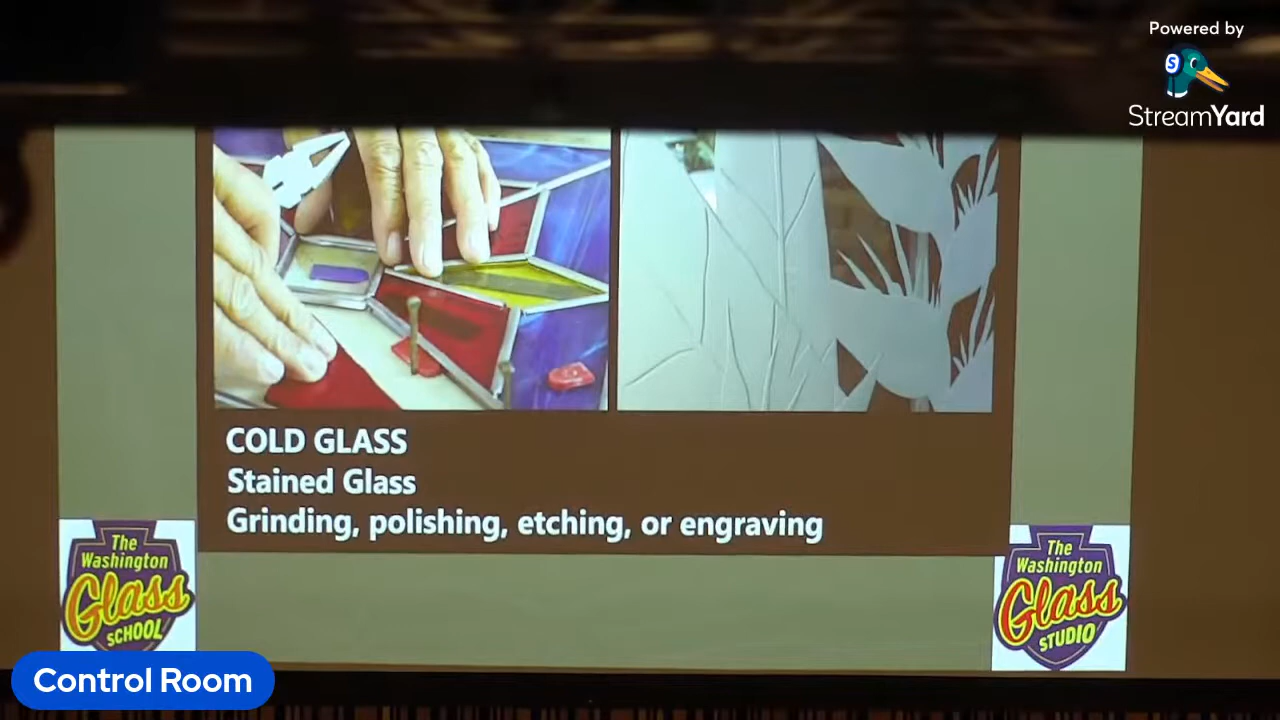 Powered by
StreamYard
COLD GLASS
Stained Glass
Grinding, polishing, etching, or engraving
The
Washington
Glass
SCHOOL
The
Washington
Glass
STUDIO
Control Room